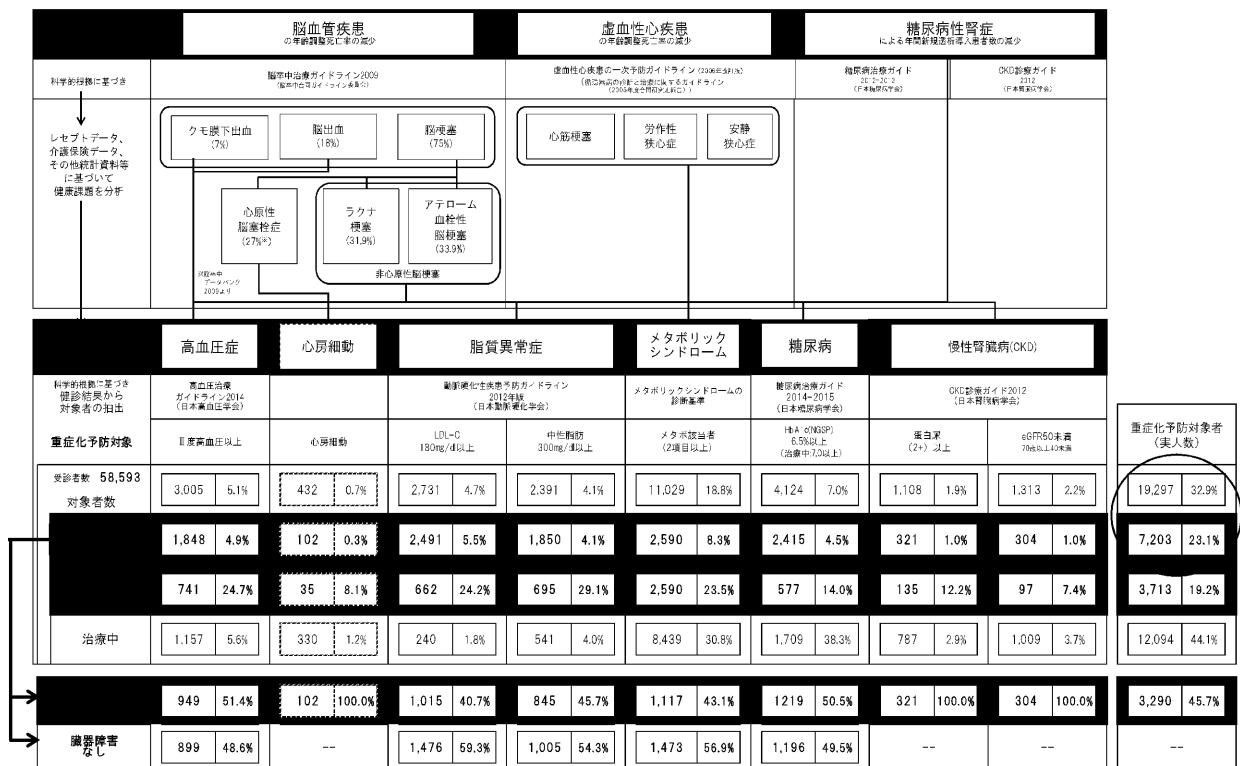 脳血管疾患
の年齢調整死亡率の減少
虚血性心疾患
の年齢調整死亡率の減少
糖尿病性腎症
による年間新規透析導入患者数の減少
科学的根拠に基づき
脳卒中治療ガイドライン2009
虚血性心疾患の一次予防ガイドライン
糖尿病治療ガイド
2012-2012
(日本糖尿病学会)
CKD診療ガイド
2012
(日本腎臓病学会)
レセプトデータ、
介護保険データ、
その他統計資料等
に基づいて
健康課題を分析
クモ膜下出血
(7%)
脳出血
(18%)
脳梗塞
(75%)
心筋梗塞
労作性
狭心症
安静
狭心症
心原性
脳塞栓症
(27%※)
ラクナ
梗塞
(31.9%)
アテローム
血栓性
脳梗塞
(33.9%)
非心原性脳梗塞
※脳卒中
データバンク
2009より
高血圧症
心房細動
脂質異常症
メタボリック
シンドローム
糖尿病
慢性腎臓病(CKD)
科学的根拠に基づき
健診結果から
対象者の抽出
高血圧治療
ガイドライン2014
(日本高血圧学会)
動脈硬化性疾患予防ガイドライン
2012年版
(日本動脈硬化学会)
メタボリックシンドロームの
診断基準
糖尿病治療ガイド
2014-2015
(日本糖尿病学会)
CKD診療ガイド2012
(日本腎臓病学会)
重症化予防対象
Ⅱ度高血圧以上
心房細動
LDL-C
180mg/dl以上
中性脂肪
300mg/dl以上
メタボ該当者
(2項目以上)
HbA1c(NGSP)
6.5%以上
(治療中:7.0以上)
蛋白尿
(2+) 以上
eGFR50未満
70歳以上40未満
重症化予防対象者
(実人数)
受診者数 58,593
対象者数
3,005 5.1% 432 0.7% 2,731 4.7% 2,391 4.1% 11,029 18.8% 4,124 7.0% 1,108 1.9% 1,313 2.2% 19,297 32.9%
1,848 4.9% 102 0.3% 2,491 5.5% 1,850 4.1% 2,590 8.3% 2,415 4.5% 321 1.0% 304 1.0% 7,203 23.1%
741 24.7% 35 8.1% 662 24.2% 695 29.1% 2,590 23.5% 577 14.0% 135 12.2% 97 7.4% 3,713 19.2%
治療中 1,157 5.6% 330 1.2% 240 1.8% 541 4.0% 8,439 30.8% 1,709 38.3% 787 2.9% 1,009 3.7% 12,094 44.1%
949 51.4% 102 100.0% 1,015 40.7% 845 45.7% 1,117 43.1% 1219 50.5% 321 100.0% 304 100.0% 3,290 45.7%
臓器障害
なし
899 48.6% -- 1,476 59.3% 1,005 54.3% 1,473 56.9% 1,196 49.5% -- -- --